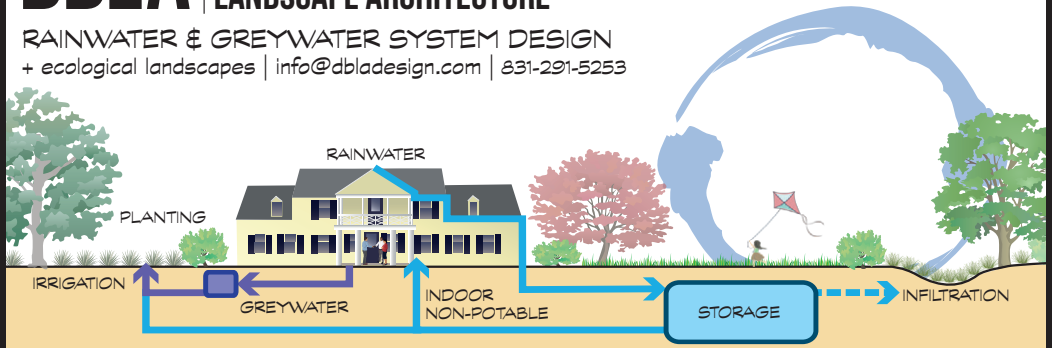 LANDSCAPE ARCHITECTURE
RAINWATER & GREYWATER SYSTEM DESIGN
+ ecological landscapes | info@dbladesign.com | 831-291-5253
RAINWATER
PLANTING
IRRIGATION
GREYWATER
INDOOR
NON-POTABLE
STORAGE
INFILTRATION